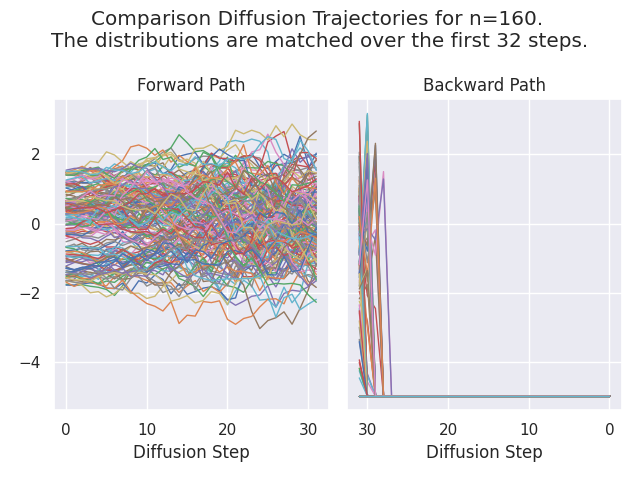 Comparison Diffusion Trajectories for n=160.
The distributions are matched over the first 32 steps.
Forward Path
Backward Path
2
0
−2
−4
0 10 20 30
30 20 10 0
Diffusion Step
Diffusion Step